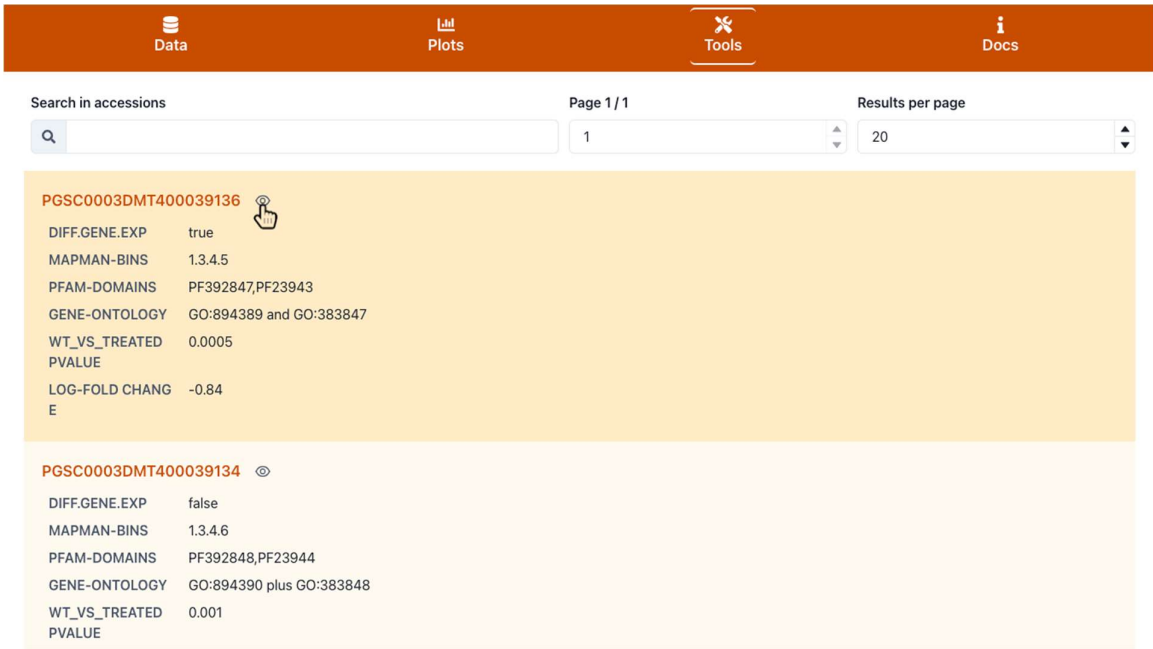 Data Plots Tools Docs
Search in accessions Page 1 / 1 Results per page
1 20
PGSC0003DMT400039136
DIFF.GENE.EXP true
MAPMAN-BINS 1.3.4.5
PFAM-DOMAINS PF392847,PF23943
GENE-ONTOLOGY GO:894389 and GO:383847
WT_VS_TREATED 0.0005
PVALUE
LOG-FOLD CHANG -0.84
E
PGSC0003DMT400039134
DIFF.GENE.EXP false
MAPMAN-BINS 1.3.4.6
PFAM-DOMAINS PF392848,PF23944
GENE-ONTOLOGY GO:894390 plus GO:383848
WT_VS_TREATED 0.001
PVALUE